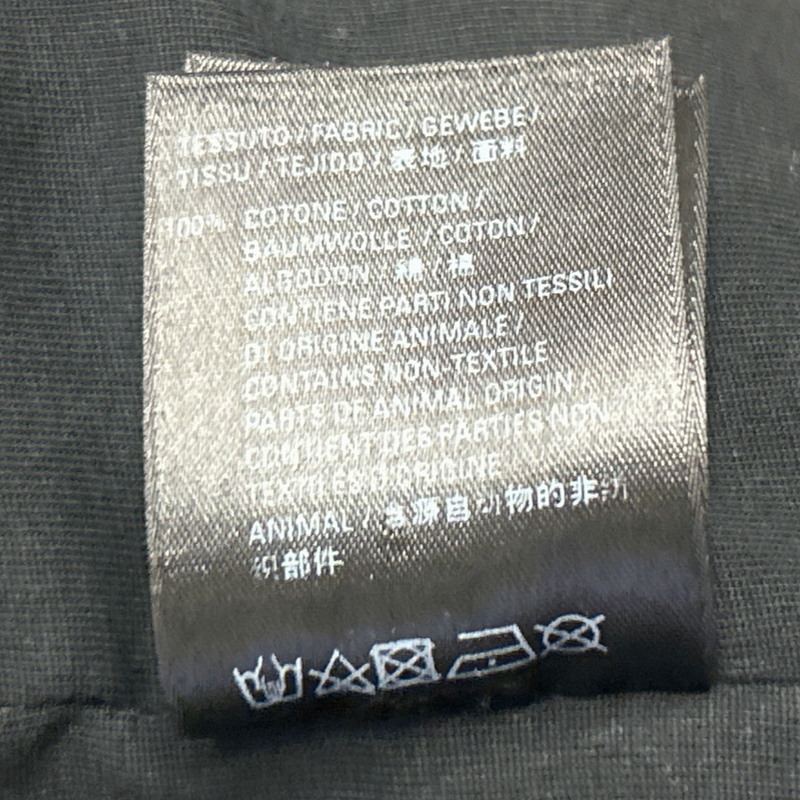 TESSUTO / FABRIC / GEWEBE /
TISSU / TEJIDO / 表地 / 面料
100% COTONE / COTTON /
BAUMWOLLE / COTON /
ALGODON / 綿 / 棉
CONTIENE PARTI NON TESSILI
DI ORIGINE ANIMALE /
CONTAINS NON-TEXTILE
PARTS OF ANIMAL ORIGIN /
CONTIENT DES PARTIES NON
TEXTILES D'ORIGINE
ANIMAL / 含源自动物的非纺
织部件